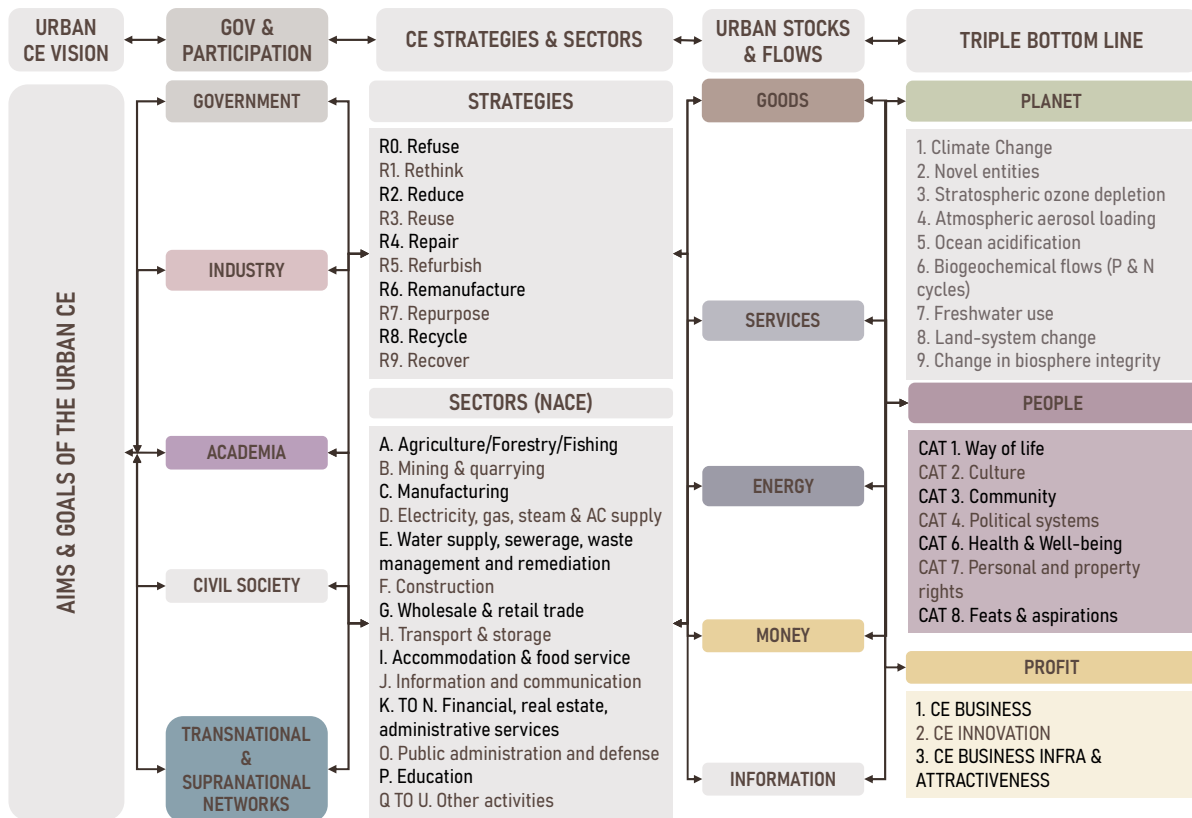 URBAN
CE VISION
GOV &
PARTICIPATION
CE STRATEGIES & SECTORS
URBAN STOCKS
& FLOWS
TRIPLE BOTTOM LINE
AIMS & GOALS OF THE URBAN CE
GOVERNMENT
INDUSTRY
ACADEMIA
CIVIL SOCIETY
TRANSNATIONAL
&
SUPRANATIONAL
NETWORKS
STRATEGIES
R0. Refuse
R1. Rethink
R2. Reduce
R3. Reuse
R4. Repair
R5. Refurbish
R6. Remanufacture
R7. Repurpose
R8. Recycle
R9. Recover
SECTORS (NACE)
A. Agriculture/Forestry/Fishing
B. Mining & quarrying
C. Manufacturing
D. Electricity, gas, steam & AC supply
E. Water supply, sewerage, waste
management and remediation
F. Construction
G. Wholesale & retail trade
H. Transport & storage
I. Accommodation & food service
J. Information and communication
K. TO N. Financial, real estate,
administrative services
O. Public administration and defense
P. Education
Q TO U. Other activities
GOODS
SERVICES
ENERGY
MONEY
INFORMATION
PLANET
1. Climate Change
2. Novel entities
3. Stratospheric ozone depletion
4. Atmospheric aerosol loading
5. Ocean acidification
6. Biogeochemical flows (P & N
cycles)
7. Freshwater use
8. Land-system change
9. Change in biosphere integrity
PEOPLE
CAT 1. Way of life
CAT 2. Culture
CAT 3. Community
CAT 4. Political systems
CAT 6. Health & Well-being
CAT 7. Personal and property
rights
CAT 8. Feats & aspirations
PROFIT
1. CE BUSINESS
2. CE INNOVATION
3. CE BUSINESS INFRA &
ATTRACTIVENESS